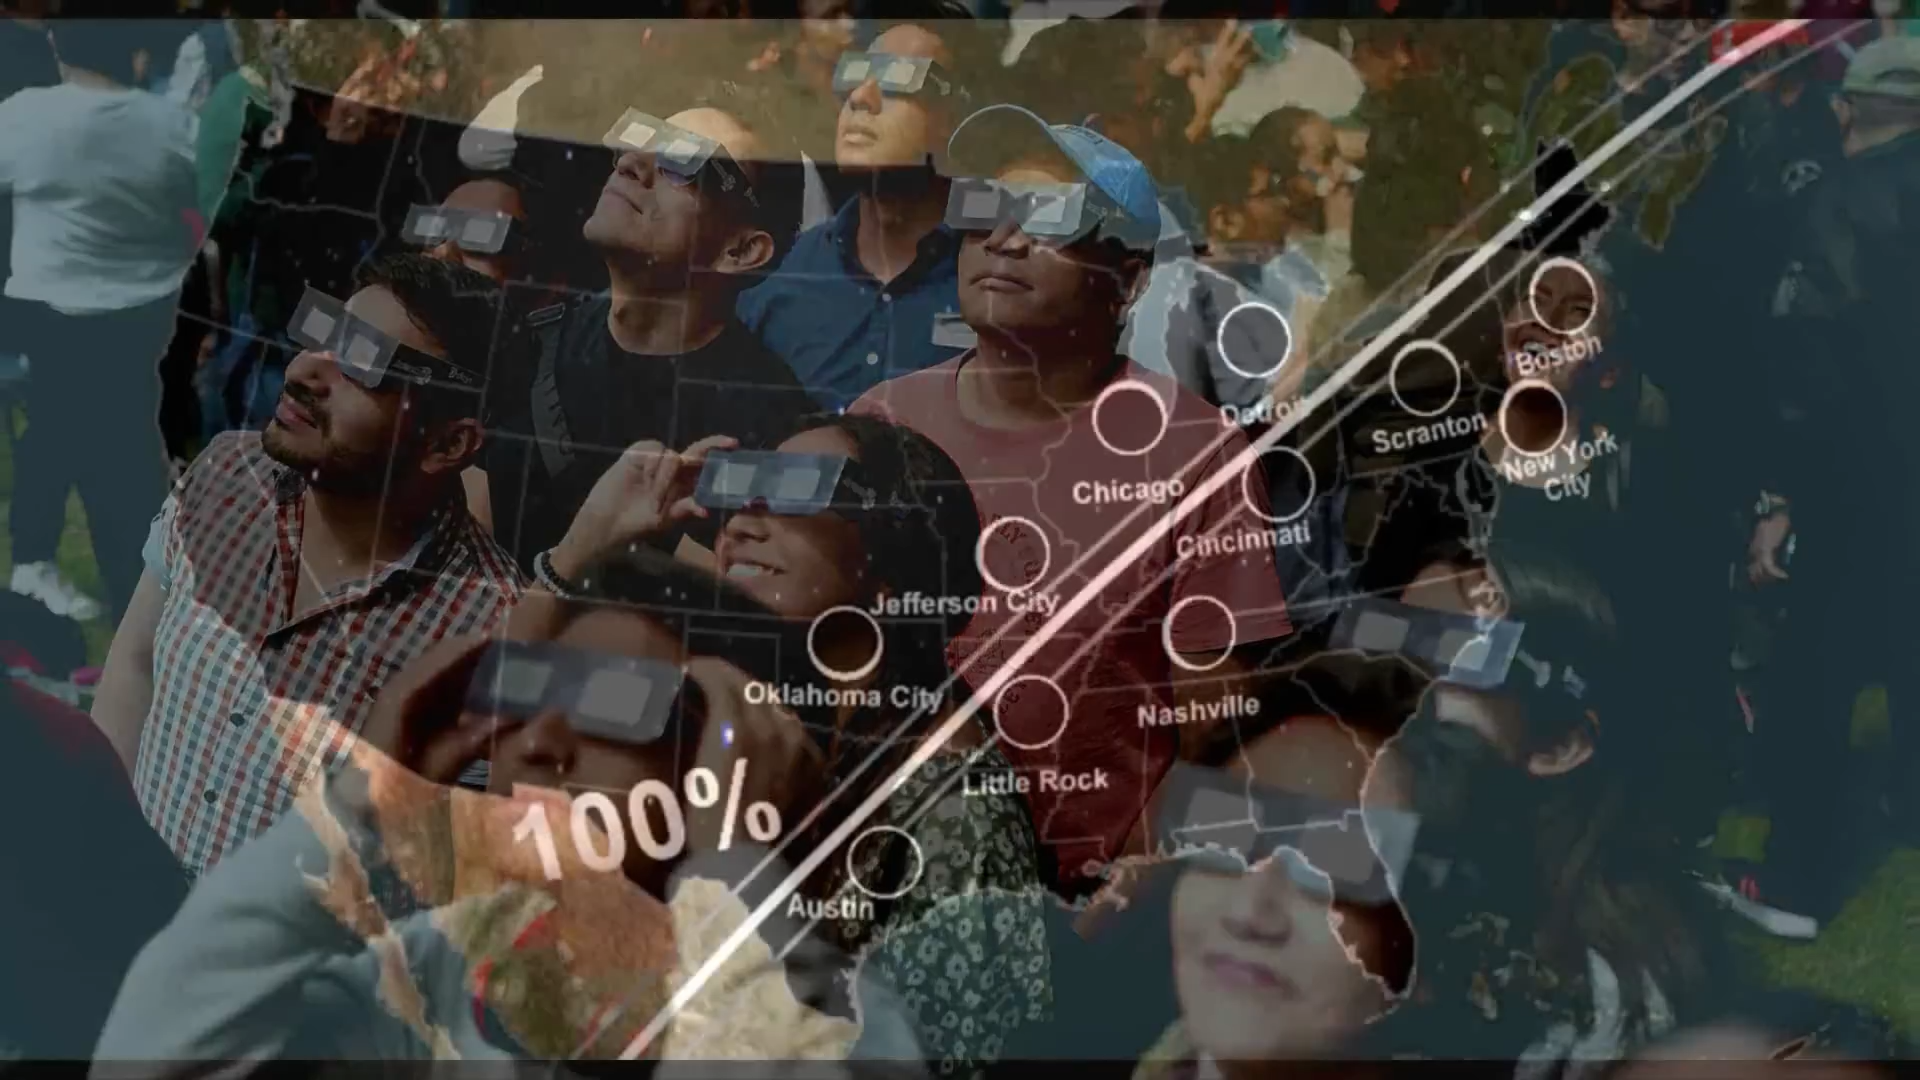 Boston
Detroit
Scranton
New York
City
Chicago
Cincinnati
Jefferson City
Oklahoma City
Nashville
Little Rock
100%
Austin